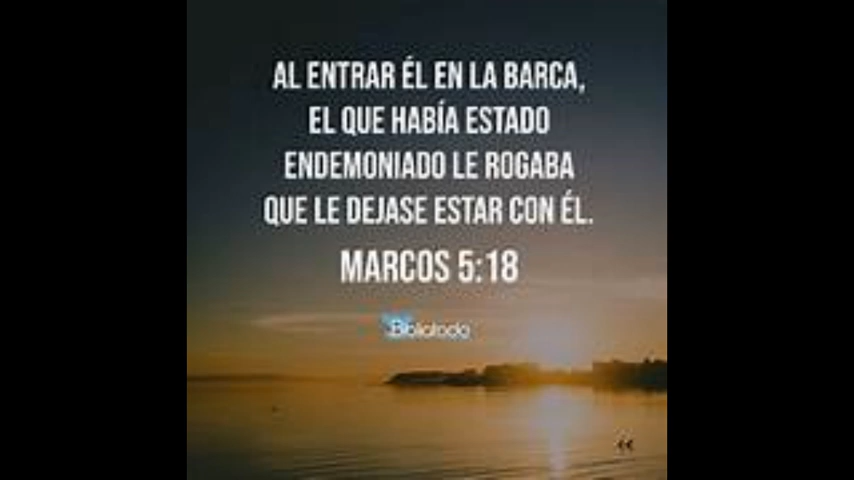 AL ENTRAR ÉL EN LA BARCA,
EL QUE HABÍA ESTADO
ENDEMONIADO LE ROGABA
QUE LE DEJASE ESTAR CON ÉL.
MARCOS 5:18
Bibliatodo